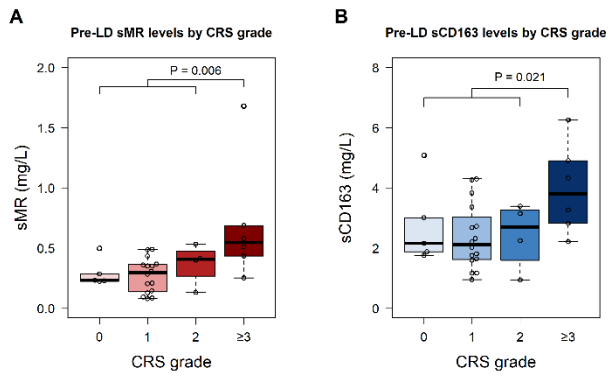 A
Pre-LD sMR levels by CRS grade
P = 0.006
2.0
1.5
1.0
0.5
0.0
sMR (mg/L)
0 1 2 ≥3
CRS grade
B
Pre-LD sCD163 levels by CRS grade
P = 0.021
8
6
4
2
0
sCD163 (mg/L)
0 1 2 ≥3
CRS grade